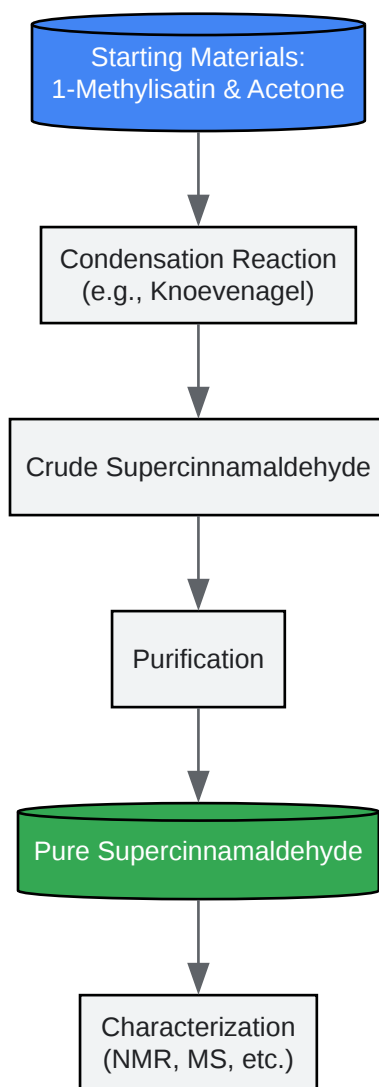 Starting Materials:
1-Methylisatin & Acetone
Condensation Reaction
(e.g., Knoevenagel)
Crude Supercinnamaldehyde
Purification
Pure Supercinnamaldehyde
Characterization
(NMR, MS, etc.)